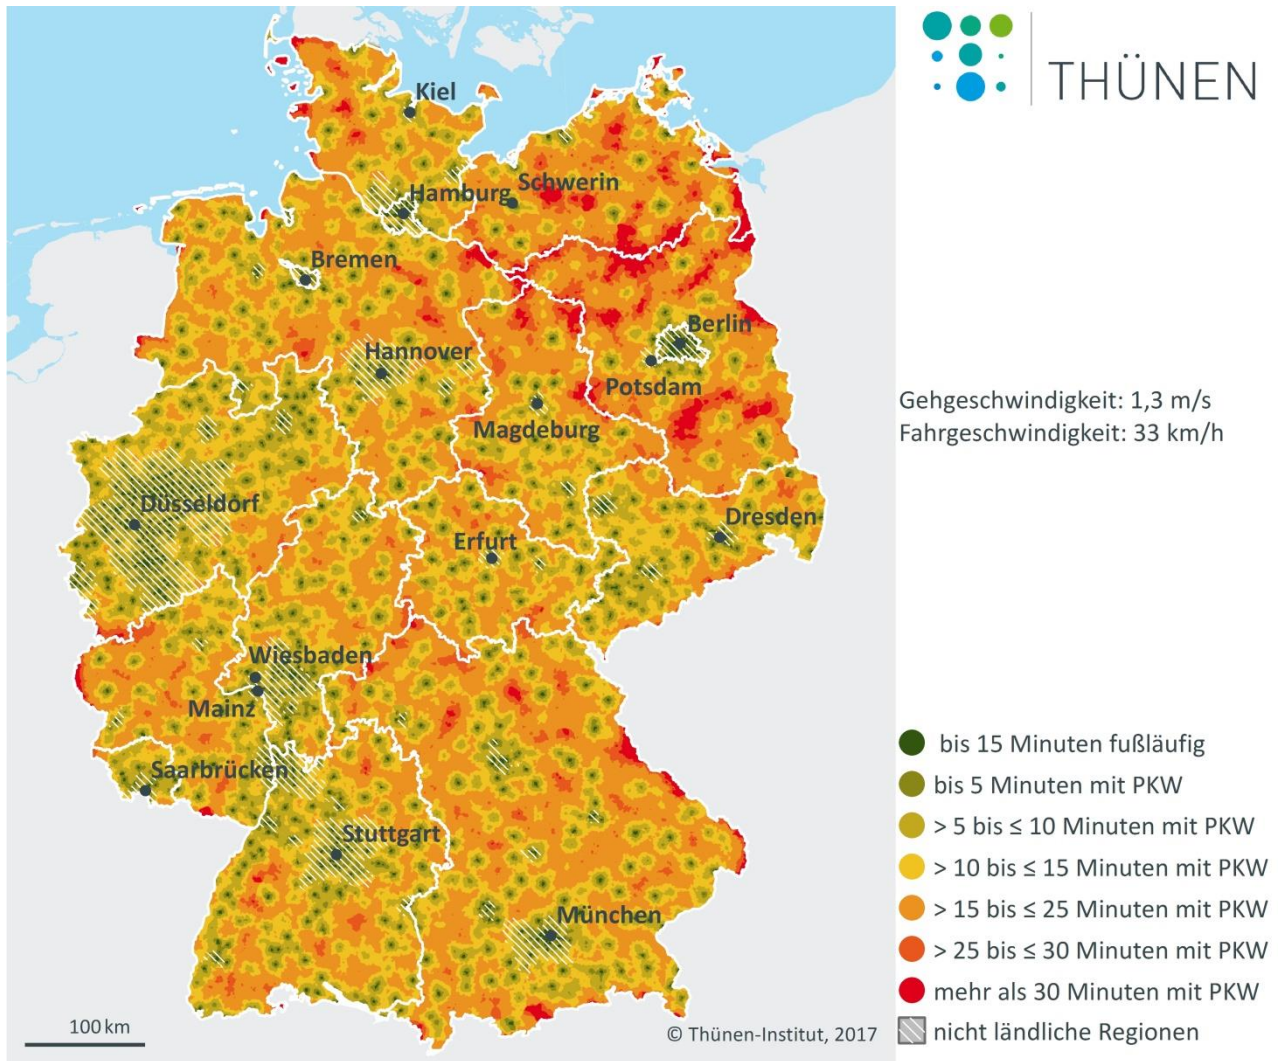 THÜNEN
Kiel
Schwerin
Hamburg
Bremen
Berlin
Hannover
Potsdam
Gehgeschwindigkeit: 1,3 m/s
Fahrgeschwindigkeit: 33 km/h
Magdeburg
Düsseldorf
Dresden
Erfurt
Wiesbaden
Mainz
Saarbrücken
Stuttgart
München
bis 15 Minuten fußläufig
bis 5 Minuten mit PKW
> 5 bis ≤ 10 Minuten mit PKW
> 10 bis ≤ 15 Minuten mit PKW
> 15 bis ≤ 25 Minuten mit PKW
> 25 bis ≤ 30 Minuten mit PKW
mehr als 30 Minuten mit PKW
nicht ländliche Regionen
100 km
© Thünen-Institut, 2017